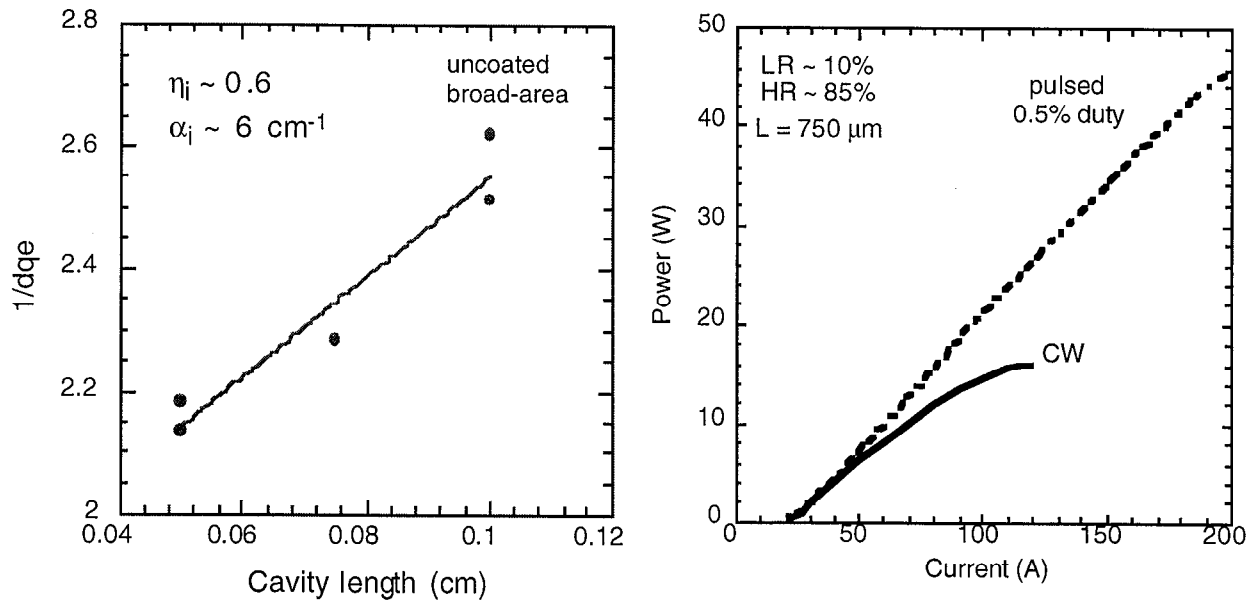 2.8
2.6
2.4
2.2
2
0.04
0.06
0.08
0.1
0.12
1/dqe
Cavity length (cm)
ηi ~ 0.6
αi ~ 6 cm-1
uncoated
broad-area
50
40
30
20
10
0
0
50
100
150
200
Power (W)
Current (A)
LR ~ 10%
HR ~ 85%
L = 750 μm
pulsed
0.5% duty
CW